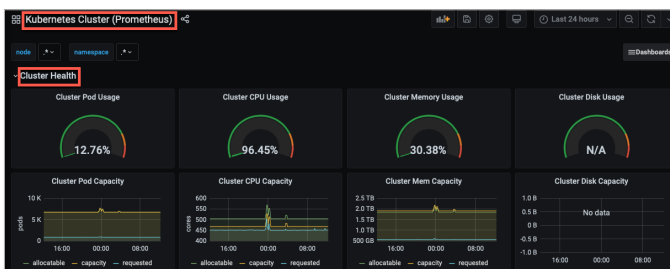 Kubernetes Cluster (Prometheus)
Last 24 hours
node .* namespace .* Dashboards
Cluster Health
Cluster Pod Usage Cluster CPU Usage Cluster Memory Usage Cluster Disk Usage
12.76% 96.45% 30.38% N/A
Cluster Pod Capacity Cluster CPU Capacity Cluster Mem Capacity Cluster Disk Capacity
pods
10 K
5 K
0
16:00 00:00 08:00
allocatable capacity requested
cores
600
550
500
450
400
16:00 00:00 08:00
allocatable capacity requested
2.5 TB
2.0 TB
1.5 TB
1.0 TB
500 GB
16:00 00:00 08:00
allocatable capacity requested
1.0 B
0.5 B
0 B
-0.5 B
-1.0 B
No data
16:00 00:00 08:00